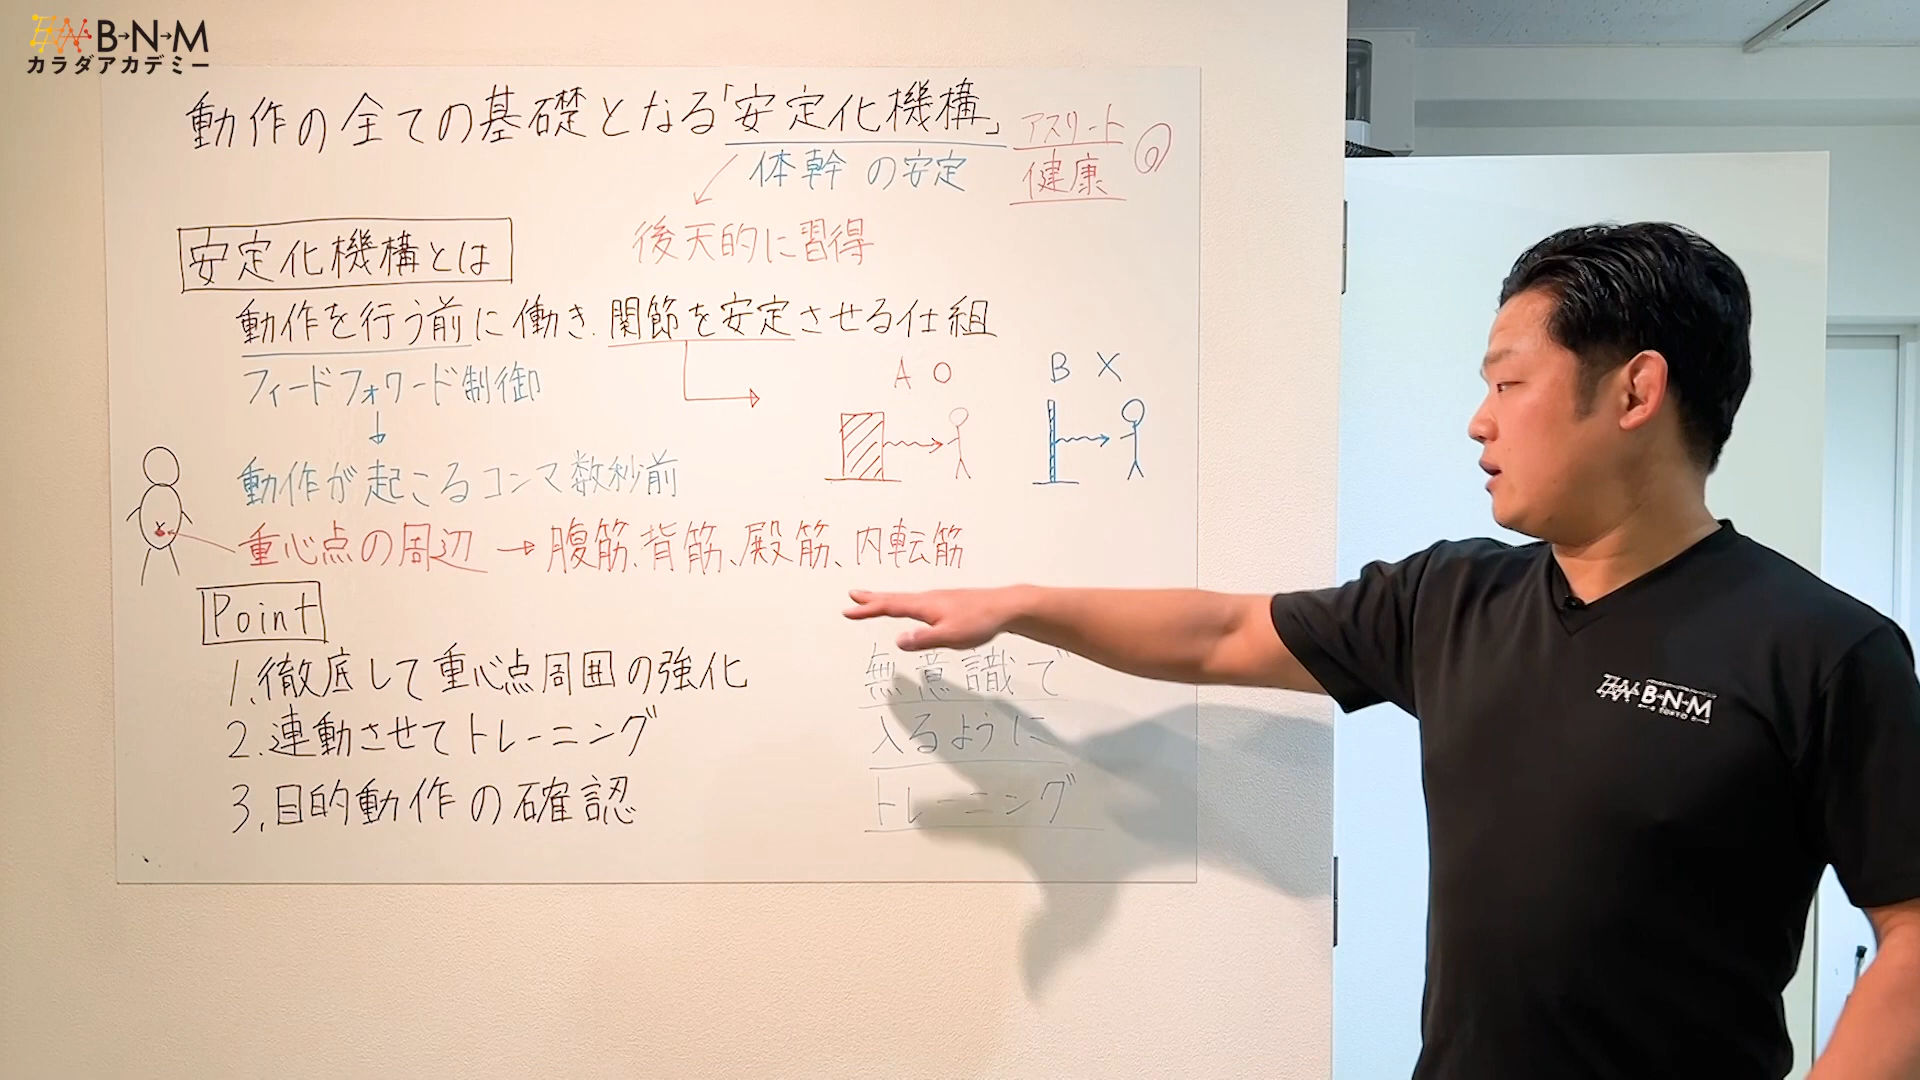 B→N→M
カラダアカデミー
動作の全ての基礎となる「安定化機構」
アスリート
健康
体幹の安定
後天的に習得
安定化機構とは
動作を行う前に働き、関節を安定させる仕組
フィードフォワード制御
A O
B X
動作が起こるコンマ数秒前
重心点の周辺→腹筋、背筋、殿筋、内転筋
Point
1.徹底して重心点周囲の強化
2.連動させてトレーニング
3.目的動作の確認
無意識で
入るように
トレーニング
B→N→M
TOKYO